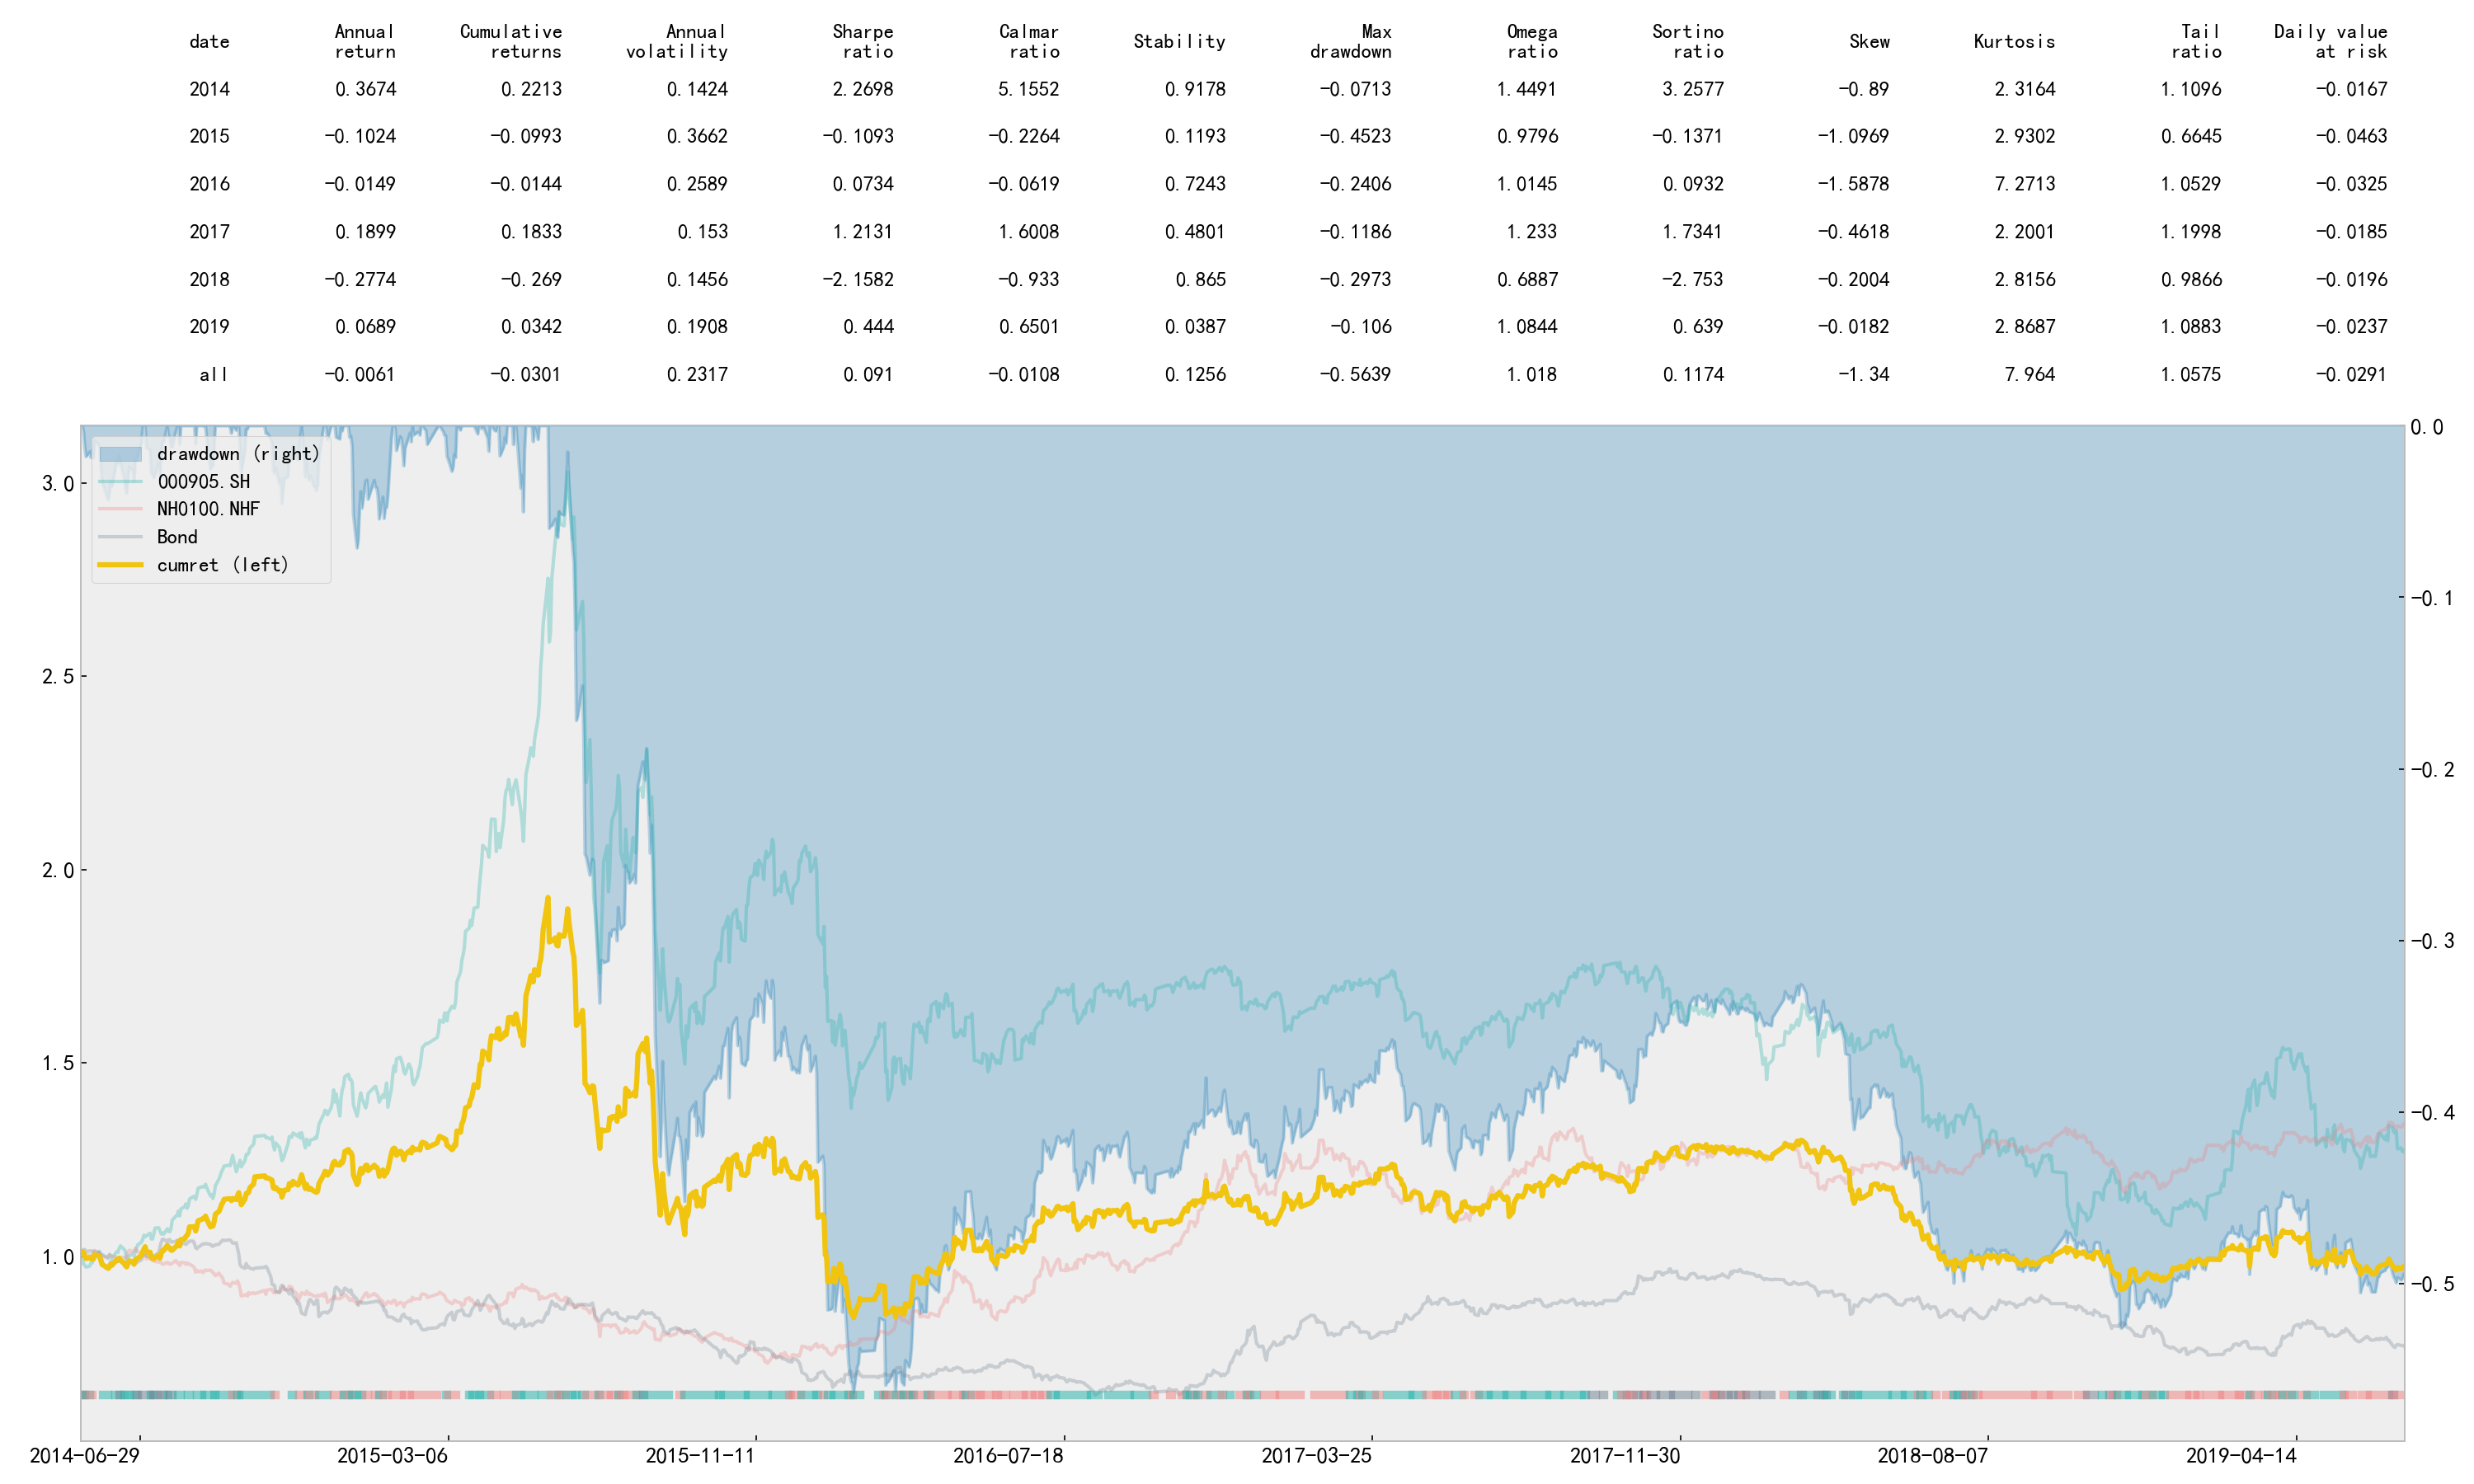 date Annual return Cumulative returns Annual volatility Sharpe ratio Calmar ratio Stability Max drawdown Omega ratio Sortino ratio Skew Kurtosis Tail ratio Daily value at risk
2014 0.3674 0.2213 0.1424 2.2698 5.1552 0.9178 −0.0713 1.4491 3.2577 −0.89 2.3164 1.1096 −0.0167
2015 −0.1024 −0.0993 0.3662 −0.1093 −0.2264 0.1193 −0.4523 0.9796 −0.1371 −1.0969 2.9302 0.6645 −0.0463
2016 −0.0149 −0.0144 0.2589 0.0734 −0.0619 0.7243 −0.2406 1.0145 0.0932 −1.5878 7.2713 1.0529 −0.0325
2017 0.1899 0.1833 0.153 1.2131 1.6008 0.4801 −0.1186 1.233 1.7341 −0.4618 2.2001 1.1998 −0.0185
2018 −0.2774 −0.269 0.1456 −2.1582 −0.933 0.865 −0.2973 0.6887 −2.753 −0.2004 2.8156 0.9866 −0.0196
2019 0.0689 0.0342 0.1908 0.444 0.6501 0.0387 −0.106 1.0844 0.639 −0.0182 2.8687 1.0883 −0.0237
all −0.0061 −0.0301 0.2317 0.091 −0.0108 0.1256 −0.5639 1.018 0.1174 −1.34 7.964 1.0575 −0.0291
drawdown (right)
000905.SH
NH0100.NHF
Bond
cumret (left)
3.0
2.5
2.0
1.5
1.0
0.0
−0.1
−0.2
−0.3
−0.4
−0.5
2014−06−29 2015−03−06 2015−11−11 2016−07−18 2017−03−25 2017−11−30 2018−08−07 2019−04−14